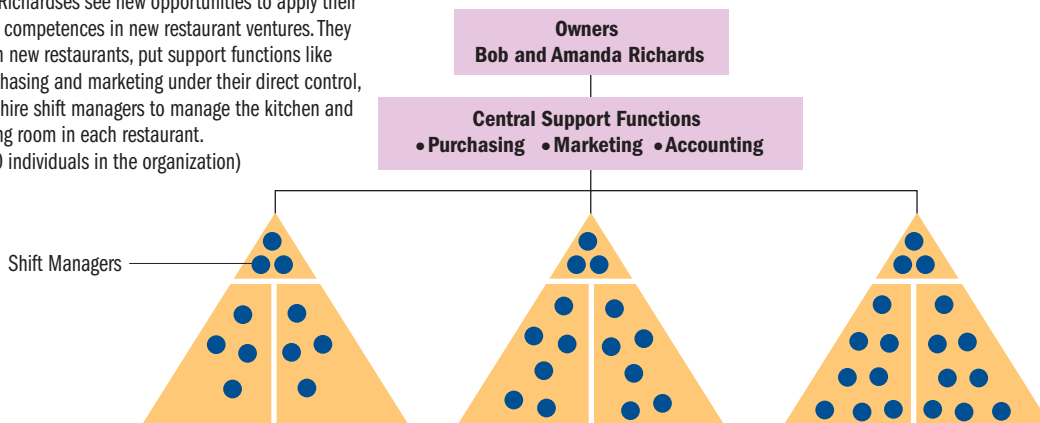 Richardses see new opportunities to apply their
competences in new restaurant ventures. They
new restaurants, put support functions like
and marketing under their direct control,
hire shift managers to manage the kitchen and
room in each restaurant.
individuals in the organization)
Owners
Bob and Amanda Richards
Central Support Functions
• Purchasing • Marketing • Accounting
Shift Managers